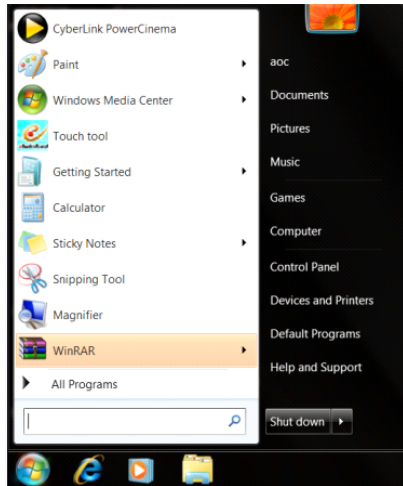 CyberLink PowerCinema
Paint
Windows Media Center
Touch tool
Getting Started
Calculator
Sticky Notes
Snipping Tool
Magnifier
WinRAR
All Programs
aoc
Documents
Pictures
Music
Games
Computer
Control Panel
Devices and Printers
Default Programs
Help and Support
Shut down